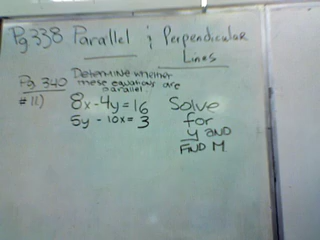 Pg 338 Parallel & Perpendicular
Lines
Pg 340 Determine whether
these equations are
parallel.
#11)
8x - 4y = 16
5y - 10x = 3
Solve
for
y AND
FIND M